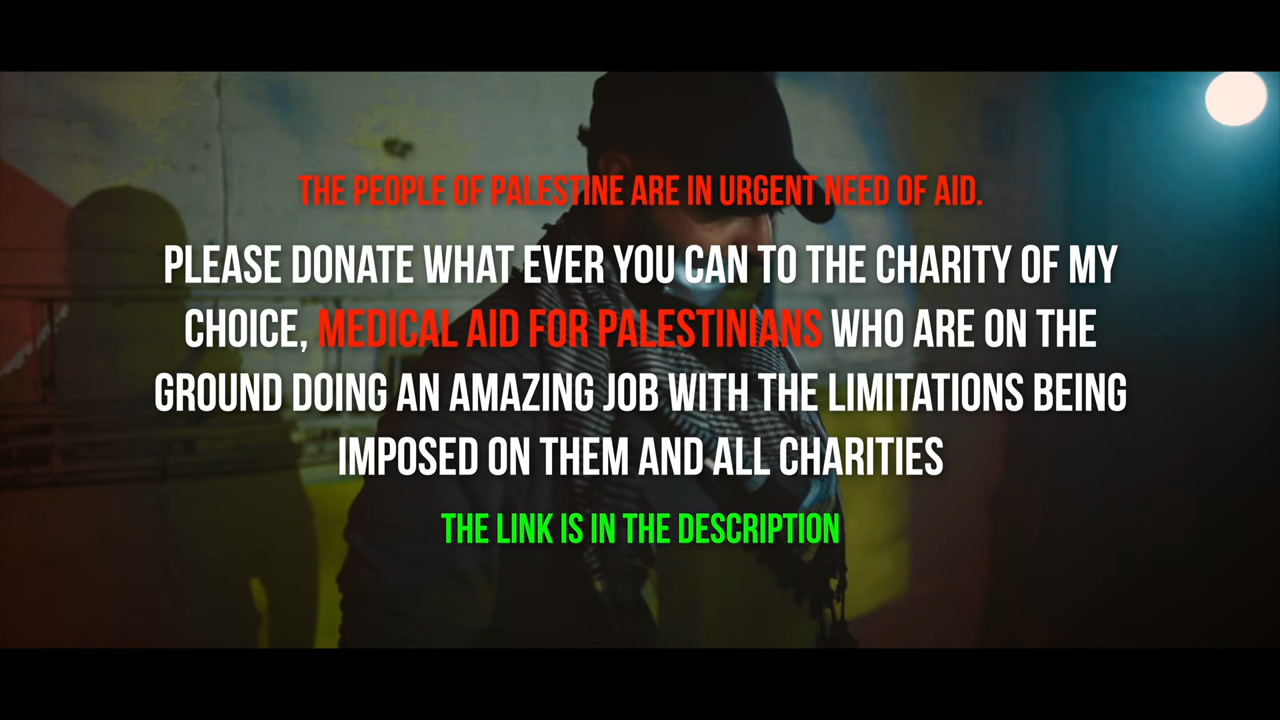 THE PEOPLE OF PALESTINE ARE IN URGENT NEED OF AID.
PLEASE DONATE WHAT EVER YOU CAN TO THE CHARITY OF MY
CHOICE, MEDICAL AID FOR PALESTINIANS WHO ARE ON THE
GROUND DOING AN AMAZING JOB WITH THE LIMITATIONS BEING
IMPOSED ON THEM AND ALL CHARITIES
THE LINK IS IN THE DESCRIPTION